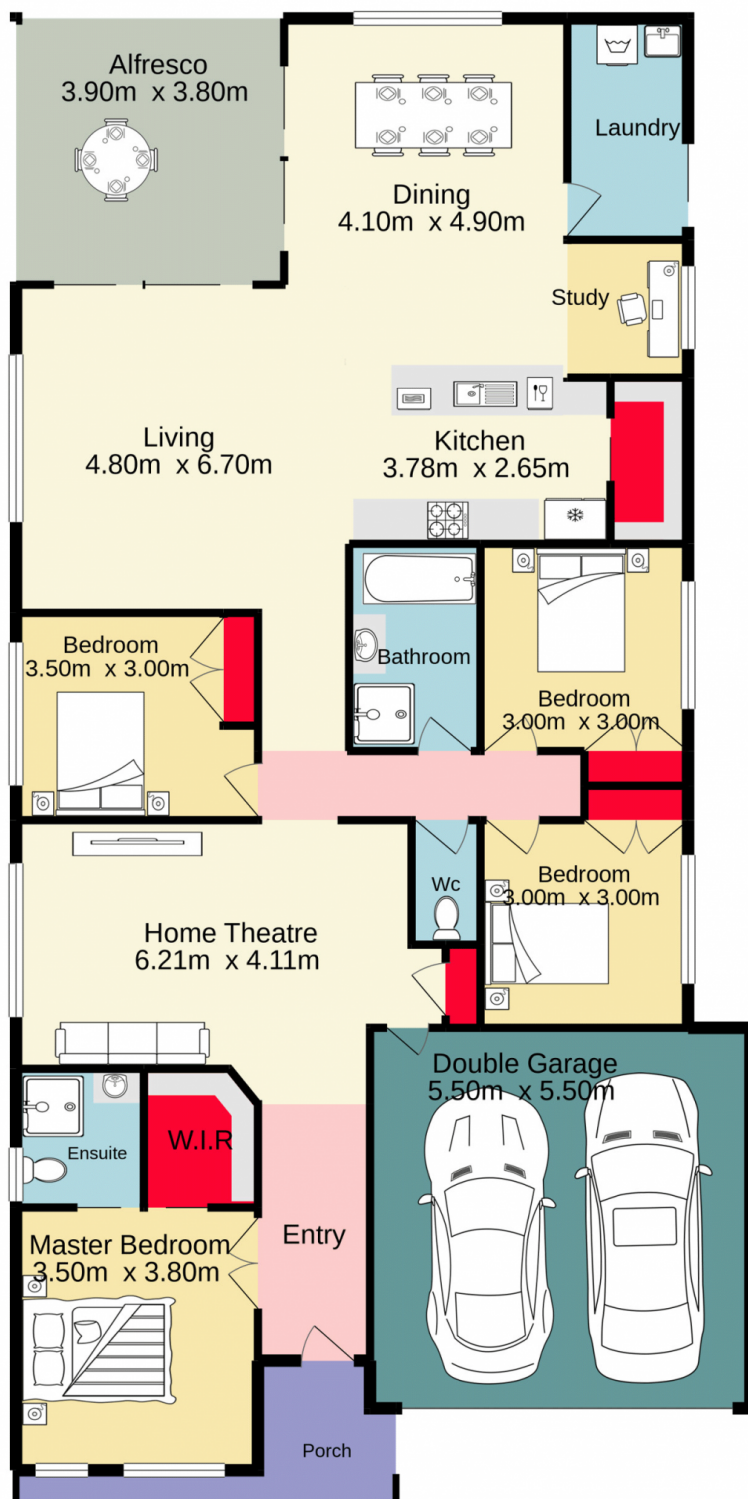 Alfresco
3.90m x 3.80m
Laundry
Dining
4.10m x 4.90m
Study
Living
4.80m x 6.70m
Kitchen
3.78m x 2.65m
Bedroom
3.50m x 3.00m
Bathroom
Bedroom
3.00m x 3.00m
Wc
Bedroom
3.00m x 3.00m
Home Theatre
6.21m x 4.11m
Double Garage
5.50m x 5.50m
W.I.R
Ensuite
Entry
Master Bedroom
3.50m x 3.80m
Porch